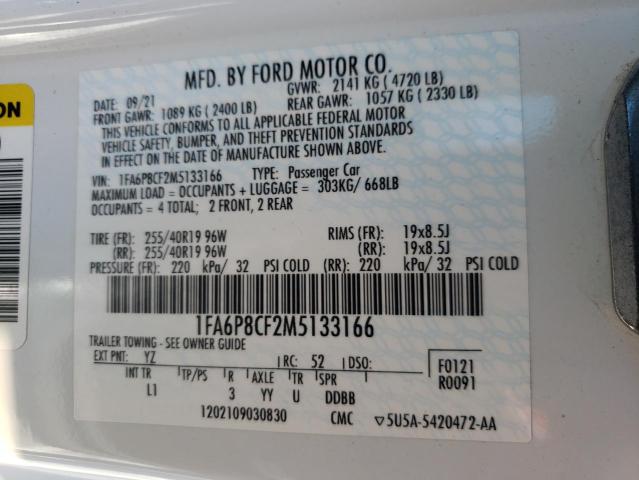 ON
MFD. BY FORD MOTOR CO.
DATE: 09/21 GVWR: 2141 KG (4720 LB)
FRONT GAWR: 1089 KG (2400 LB) REAR GAWR: 1057 KG (2330 LB)
THIS VEHICLE CONFORMS TO ALL APPLICABLE FEDERAL MOTOR
VEHICLE SAFETY, BUMPER, AND THEFT PREVENTION STANDARDS
IN EFFECT ON THE DATE OF MANUFACTURE SHOWN ABOVE.
VIN: 1FA6P8CF2M5133166 TYPE: Passenger Car
MAXIMUM LOAD = OCCUPANTS + LUGGAGE = 303KG/ 668LB
OCCUPANTS = 4 TOTAL; 2 FRONT, 2 REAR
TIRE (FR): 255/40R19 96W RIMS (FR): 19x8.5J
(RR): 255/40R19 96W (RR): 19x8.5J
PRESSURE (FR): 220 kPa/ 32 PSI COLD (RR): 220 kPa/ 32 PSI COLD
1FA6P8CF2M5133166
TRAILER TOWING - SEE OWNER GUIDE
EXT PNT: YZ RC: 52 DSO: F0121
INT TR TP/PS R AXLE TR SPR R0091
L1 3 YY U DDBB
1202109030830 CMC ▽5U5A-5420472-AA